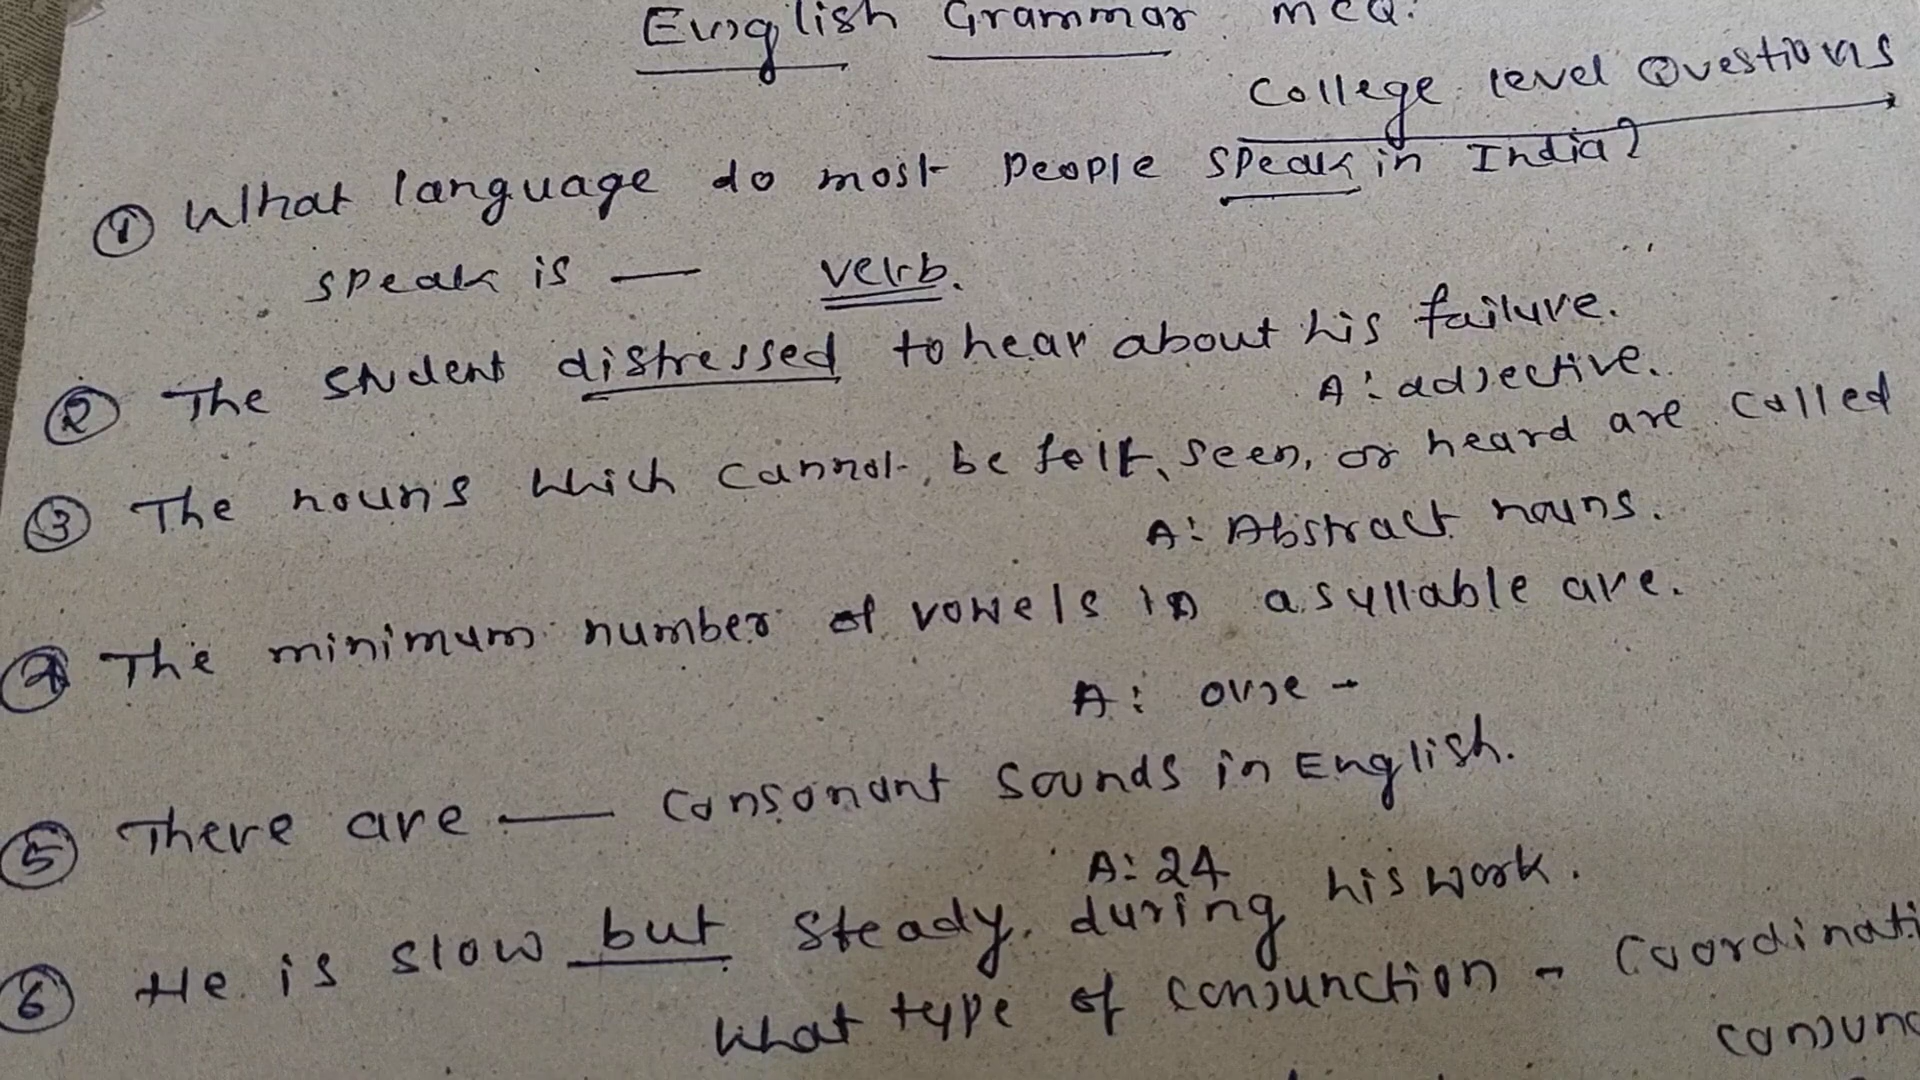 English Grammar MCQ.
College level Questions
① What language do most people speak in India?
speak is — verb.
② The student distressed to hear about his failure.
A: adjective.
③ The nouns which cannot be felt, seen, or heard are called
A: Abstract nouns.
④ The minimum number of vowels in a syllable are.
A: one -
⑤ There are — consonant sounds in English.
A: 24
⑥ He is slow but steady during his work.
What type of conjunction - Coordinati
conjunc